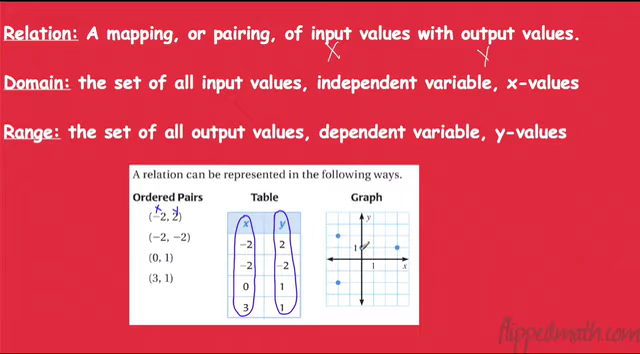 Relation: A mapping, or pairing, of input values with output values.
x y
Domain: the set of all input values, independent variable, x-values
Range: the set of all output values, dependent variable, y-values
A relation can be represented in the following ways.
Ordered Pairs Table Graph
x y
(−2, 2)
(−2, −2)
(0, 1)
(3, 1)
x y
−2 2
−2 −2
0 1
3 1
y
1
1 x
flippedmath.com